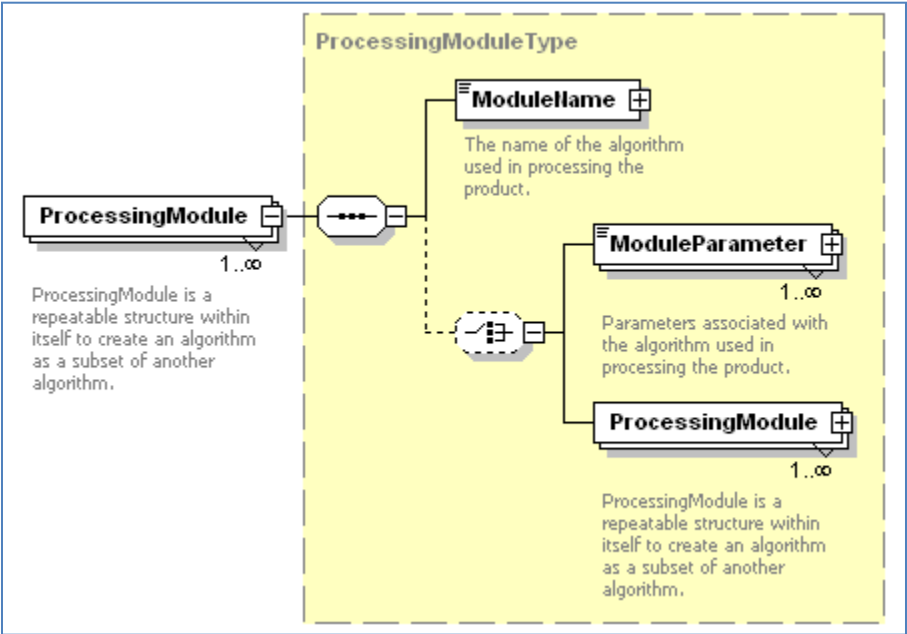 ProcessingModuleType
ModuleName
The name of the algorithm
used in processing the
product.
ProcessingModule
1..∞
ProcessingModule is a
repeatable structure within
itself to create an algorithm
as a subset of another
algorithm.
ModuleParameter
1..∞
Parameters associated with
the algorithm used in
processing the product.
ProcessingModule
1..∞
ProcessingModule is a
repeatable structure within
itself to create an algorithm
as a subset of another
algorithm.